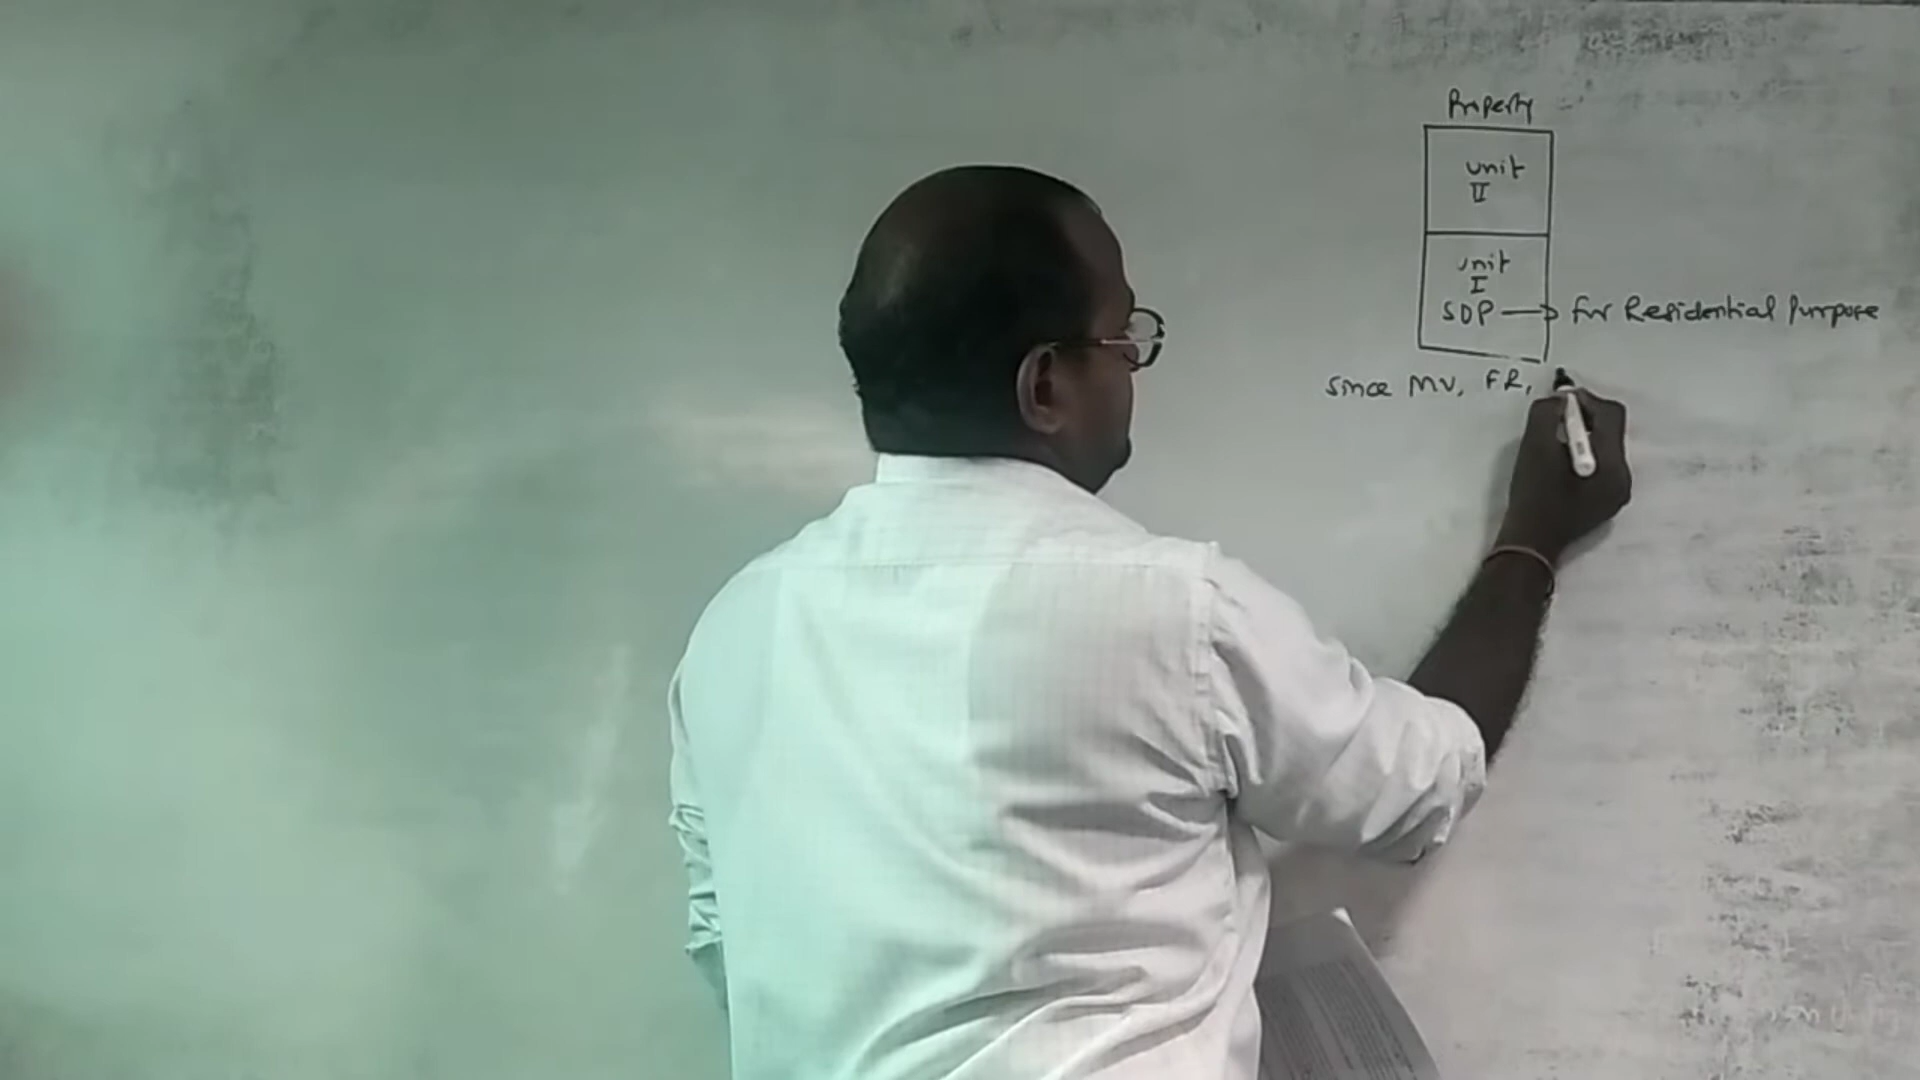 Property
unit
II
unit
I
SOP → for Residential Purpose
since MV, FR,